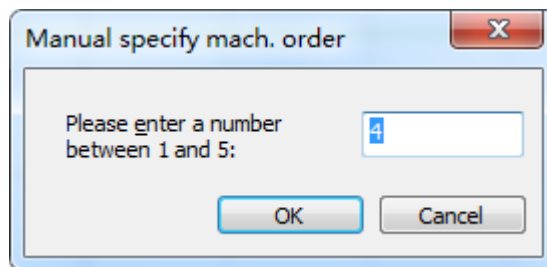 Manual specify mach. order
Please enter a number
between 1 and 5:
4
OK
Cancel